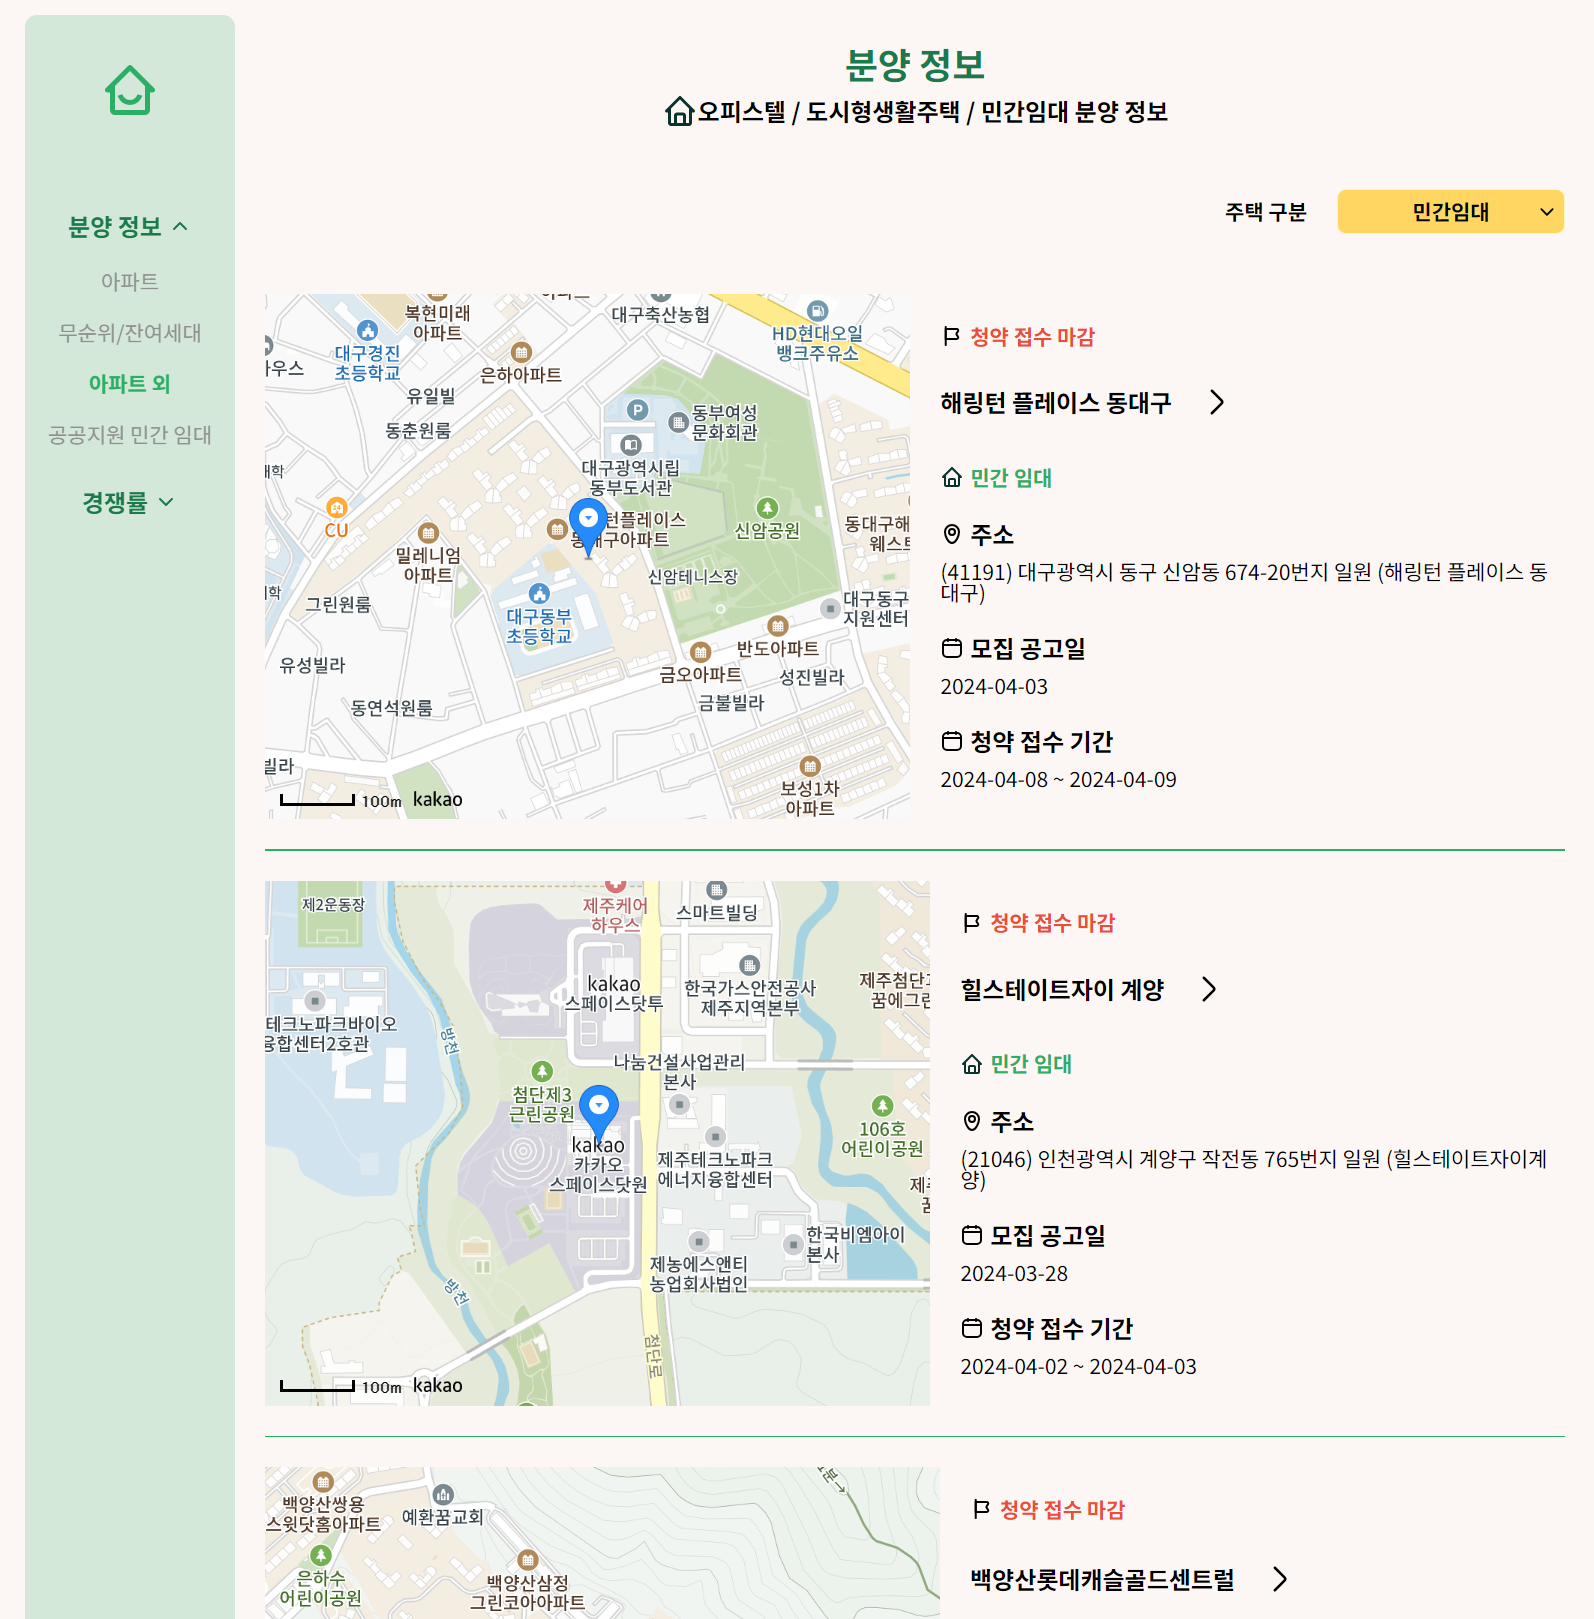 분양 정보
오피스텔 / 도시형생활주택 / 민간임대 분양 정보
분양 정보
아파트
무순위/잔여세대
아파트 외
공공지원 민간 임대
경쟁률
주택 구분
민간임대
복현미래
아파트
대구축산농협
HD현대오일
뱅크주유소
대구경진
초등학교
은하아파트
유일빌
동춘원룸
동부여성
문화회관
대구광역시립
동부도서관
CU
턴플레이스
구아파트
신암공원
밀레니엄
아파트
신암테니스장
그린원룸
대구동부
초등학교
대구동구
지원센터
반도아파트
유성빌라
금오아파트
성진빌라
금불빌라
동연석원룸
빌라
보성1차
아파트
100m
kakao
청약 접수 마감
해링턴 플레이스 동대구
민간 임대
주소
(41191) 대구광역시 동구 신암동 674-20번지 일원 (해링턴 플레이스 동
대구)
모집 공고일
2024-04-03
청약 접수 기간
2024-04-08 ~ 2024-04-09
제2운동장
제주케어
하우스
스마트빌딩
kakao
스페이스닷투
한국가스안전공사
제주지역본부
제주첨단
꿈에그린
테크노파크바이오
융합센터2호관
방천
나눔건설사업관리
본사
첨단제3
근린공원
106호
어린이공원
kakao
카카오
스페이스닷원
제주테크노파크
에너지융합센터
한국비엠아이
본사
제농에스앤티
농업회사법인
방천
첨단로
100m
kakao
청약 접수 마감
힐스테이트자이 계양
민간 임대
주소
(21046) 인천광역시 계양구 작전동 765번지 일원 (힐스테이트자이계
양)
모집 공고일
2024-03-28
청약 접수 기간
2024-04-02 ~ 2024-04-03
백양산쌍용
스윗닷홈아파트
예환꿈교회
은하수
어린이공원
백양산삼정
그린코아아파트
청약 접수 마감
백양산롯데캐슬골드센트럴